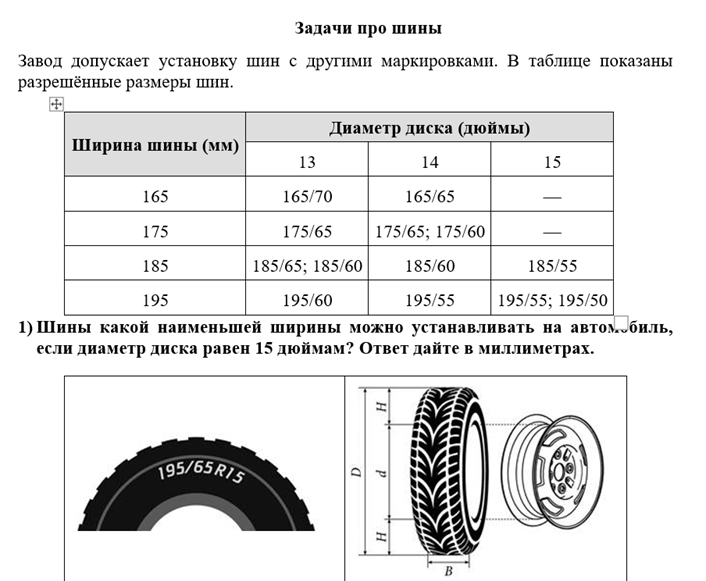 Задачи про шины
Завод допускает установку шин с другими маркировками. В таблице показаны
разрешённые размеры шин.
Ширина шины (мм)
Диаметр диска (дюймы)
13 14 15
165 165/70 165/65 —
175 175/65 175/65; 175/60 —
185 185/65; 185/60 185/60 185/55
195 195/60 195/55 195/55; 195/50
1) Шины какой наименьшей ширины можно устанавливать на автомобиль,
если диаметр диска равен 15 дюймам? Ответ дайте в миллиметрах.
195/65 R15
H
D
d
H
B